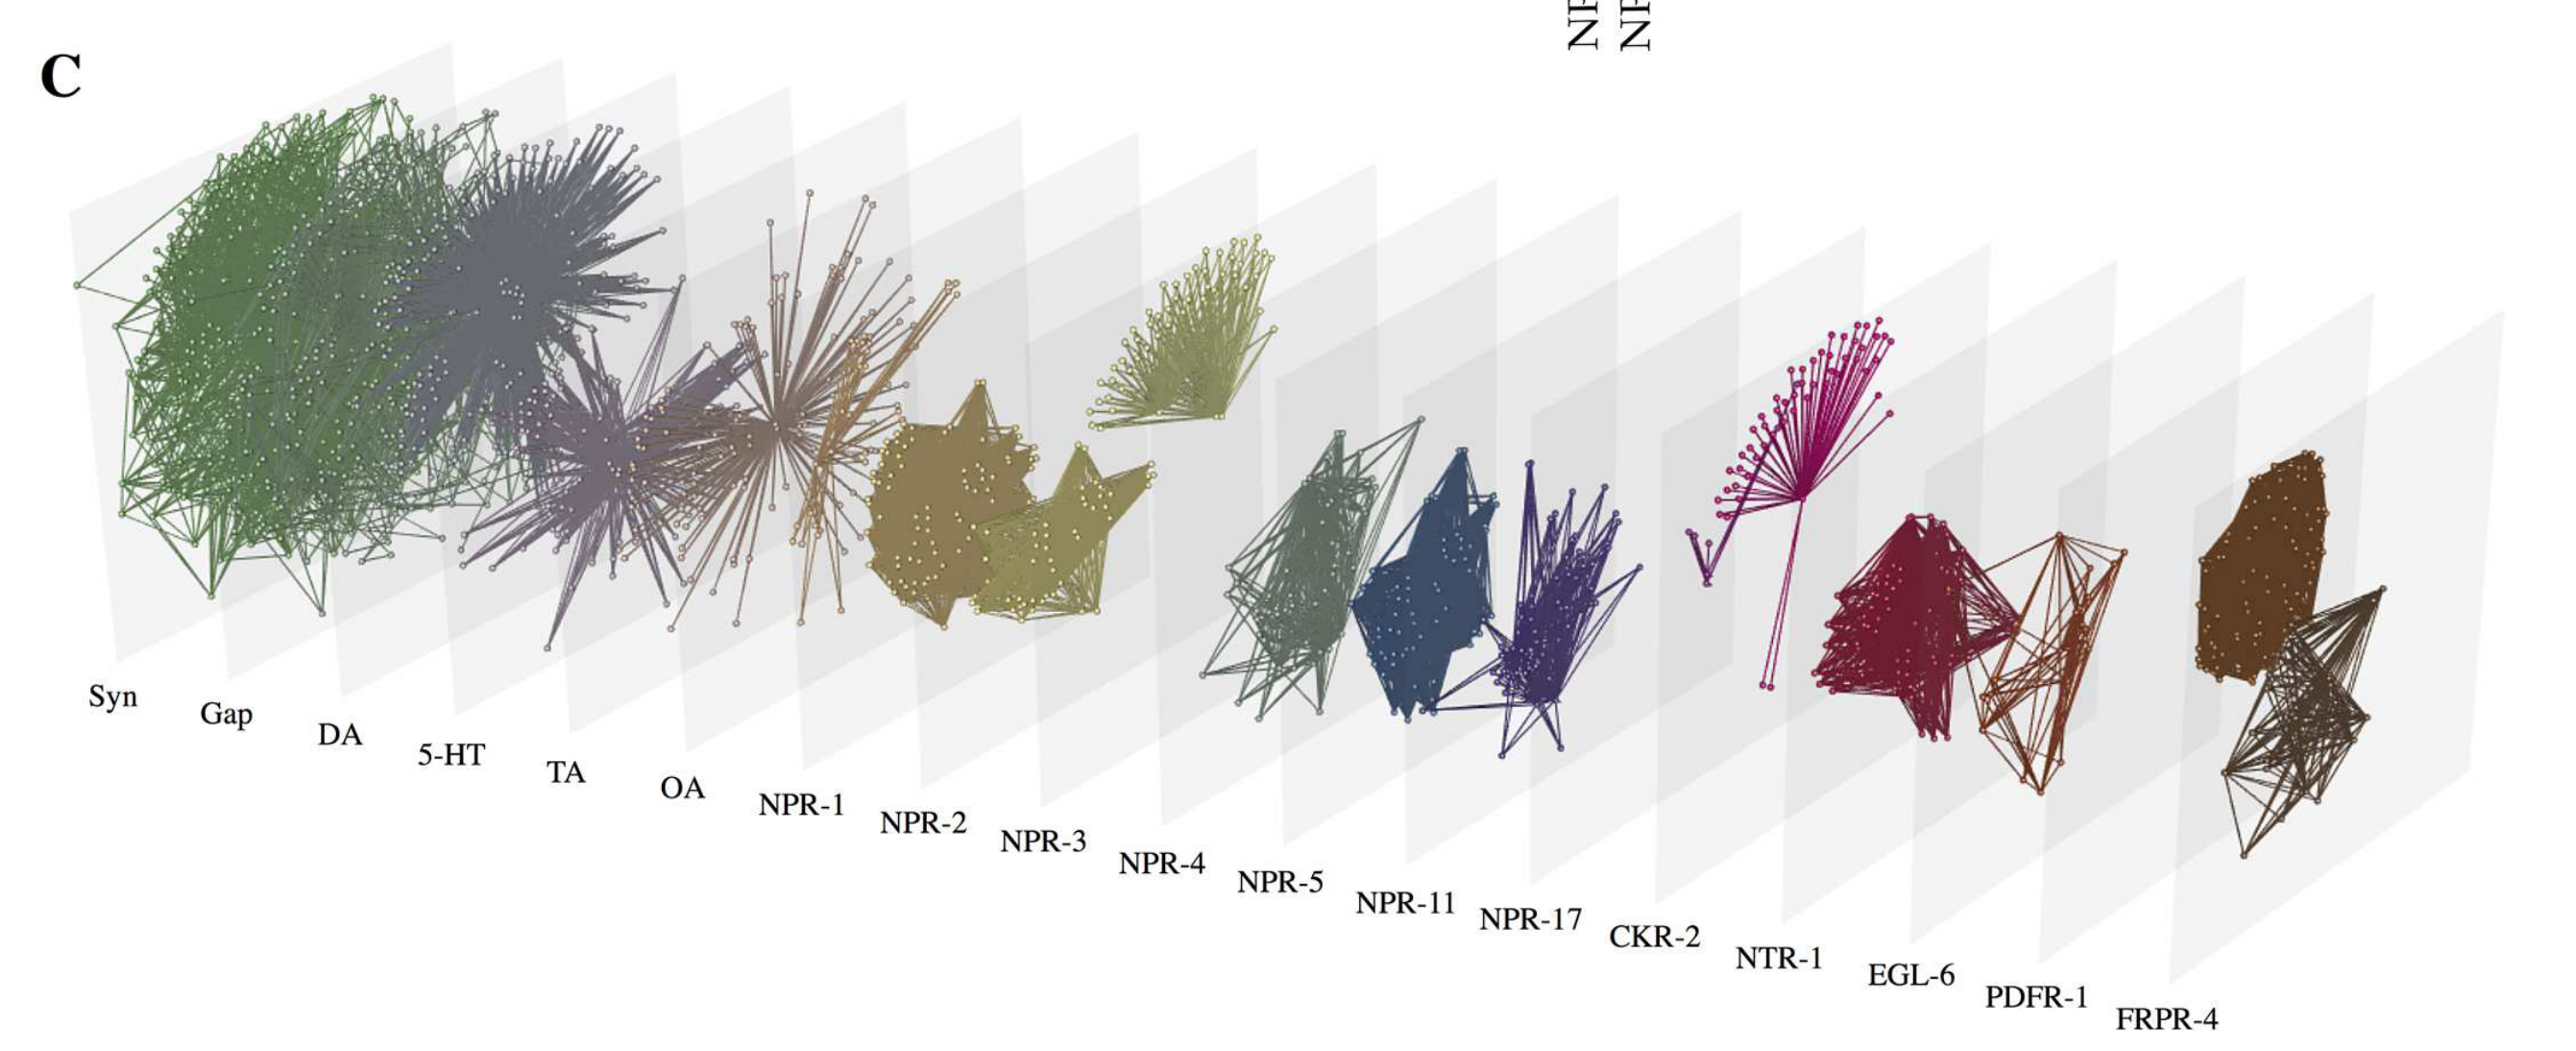 C
Syn
Gap
DA
5-HT
TA
OA
NPR-1
NPR-2
NPR-3
NPR-4
NPR-5
NPR-11
NPR-17
CKR-2
NTR-1
EGL-6
PDFR-1
FRPR-4